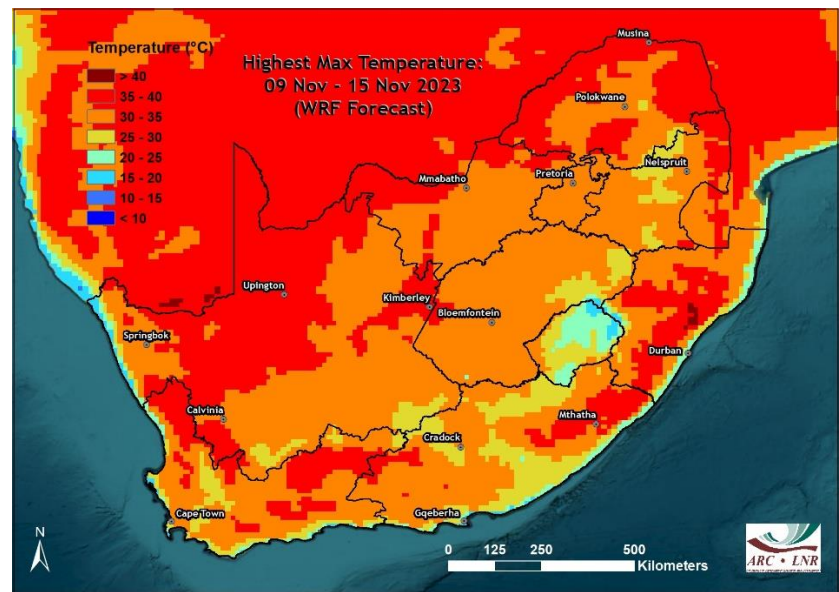 Temperature (°C)
> 40
35 - 40
30 - 35
25 - 30
20 - 25
15 - 20
10 - 15
< 10
Highest Max Temperature:
09 Nov - 15 Nov 2023
(WRF Forecast)
Musina
Polokwane
Nelspruit
Pretoria
Mmabatho
Upington
Kimberley
Bloemfontein
Springbok
Durban
Calvinia
Mthatha
Cradock
Cape Town
Gqeberha
N
0 125 250 500
Kilometers
ARC • LNR